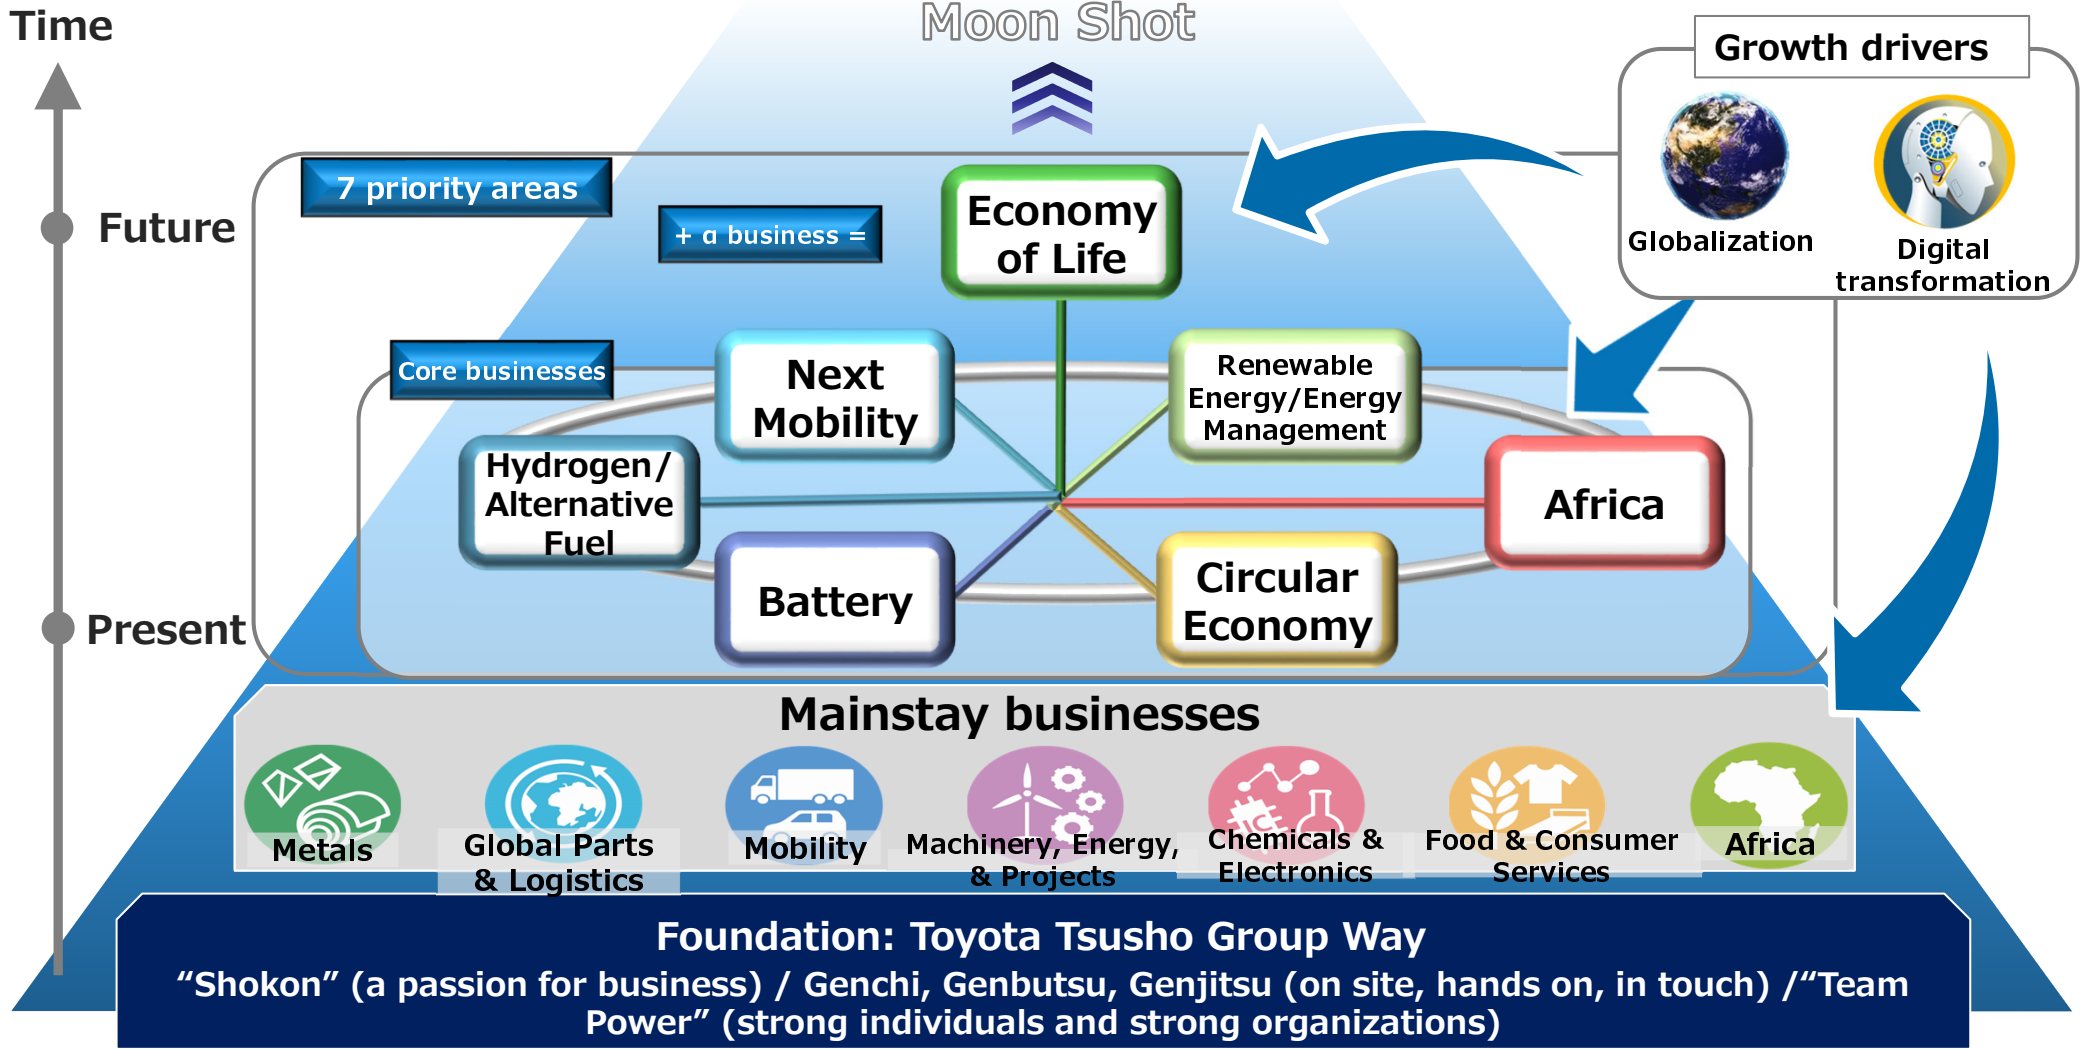 Moon Shot
Time
Growth drivers
Globalization
Digital
transformation
7 priority areas
Future
+ α business =
Economy
of Life
Core businesses
Next
Mobility
Renewable
Energy/Energy
Management
Hydrogen/
Alternative
Fuel
Africa
Battery
Circular
Economy
Present
Mainstay businesses
Metals
Global Parts
& Logistics
Mobility
Machinery, Energy,
& Projects
Chemicals &
Electronics
Food & Consumer
Services
Africa
Foundation: Toyota Tsusho Group Way
“Shokon” (a passion for business) / Genchi, Genbutsu, Genjitsu (on site, hands on, in touch) /“Team
Power” (strong individuals and strong organizations)